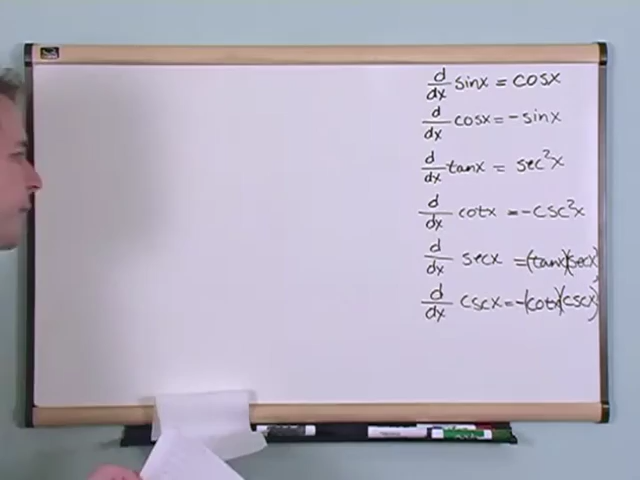 d/dx sinx = cosx
d/dx cosx = -sinx
d/dx tanx = sec²x
d/dx cotx = -csc²x
d/dx secx = (tanx)(secx)
d/dx cscx = -(cotx)(cscx)